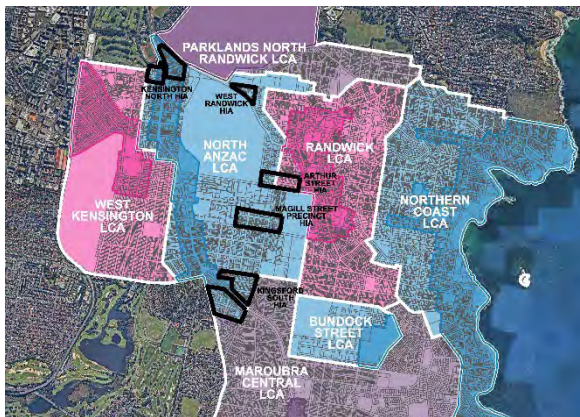 PARKLANDS NORTH
RANDWICK LCA
KENSINGTON
NORTH HIA
WEST
RANDWICK
HIA
NORTH
ANZAC
LCA
RANDWICK
LCA
ARTHUR
STREET
HIA
WEST
KENSINGTON
LCA
MAGILL STREET
PRECINCT
HIA
NORTHERN
COAST LCA
KINGSFORD
SOUTH
HIA
BUNDOCK
STREET
LCA
MAROUBRA
CENTRAL
LCA